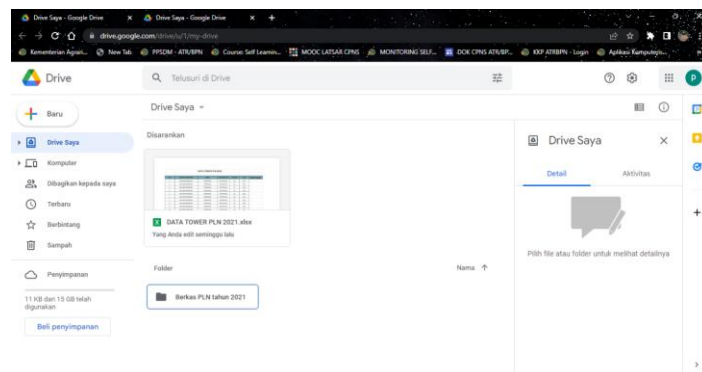 Drive Saya - Google Drive
Drive Saya - Google Drive
drive.google.com/drive/u/1/my-drive
Kementerian Agrari...
New Tab
PPSDM - ATR/BPN
Course: Self Learnin...
MOOC LATSAR CPNS
MONITORING SELF...
DOK CPNS ATR/BP...
KKP ATRBPN - Login
Aplikasi Komputeris...
Drive
Telusuri di Drive
P
Baru
Drive Saya
Drive Saya
Komputer
Dibagikan kepada saya
Terbaru
Berbintang
Sampah
Penyimpanan
11 KB dari 15 GB telah
digunakan
Beli penyimpanan
Disarankan
DATA TOWER PLN 2021.xlsx
Yang Anda edit seminggu lalu
Folder
Nama
Berkas PLN tahun 2021
Drive Saya
Detail
Aktivitas
Pilih file atau folder untuk melihat detailnya